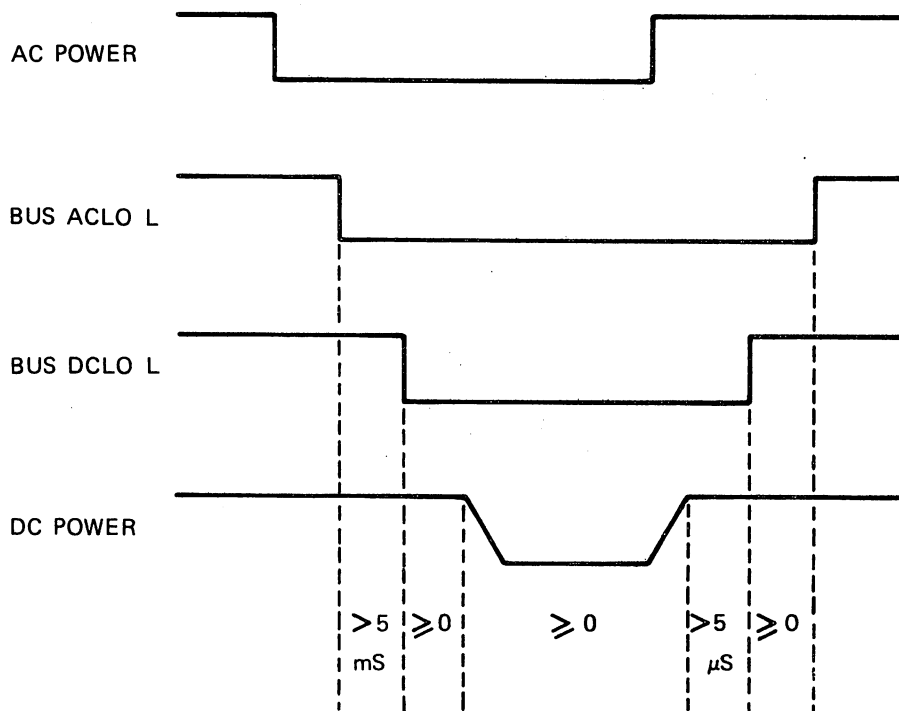 AC POWER
BUS ACLO L
BUS DCLO L
DC POWER
>5 ⩾0 ⩾0 >5 ⩾0
mS μS